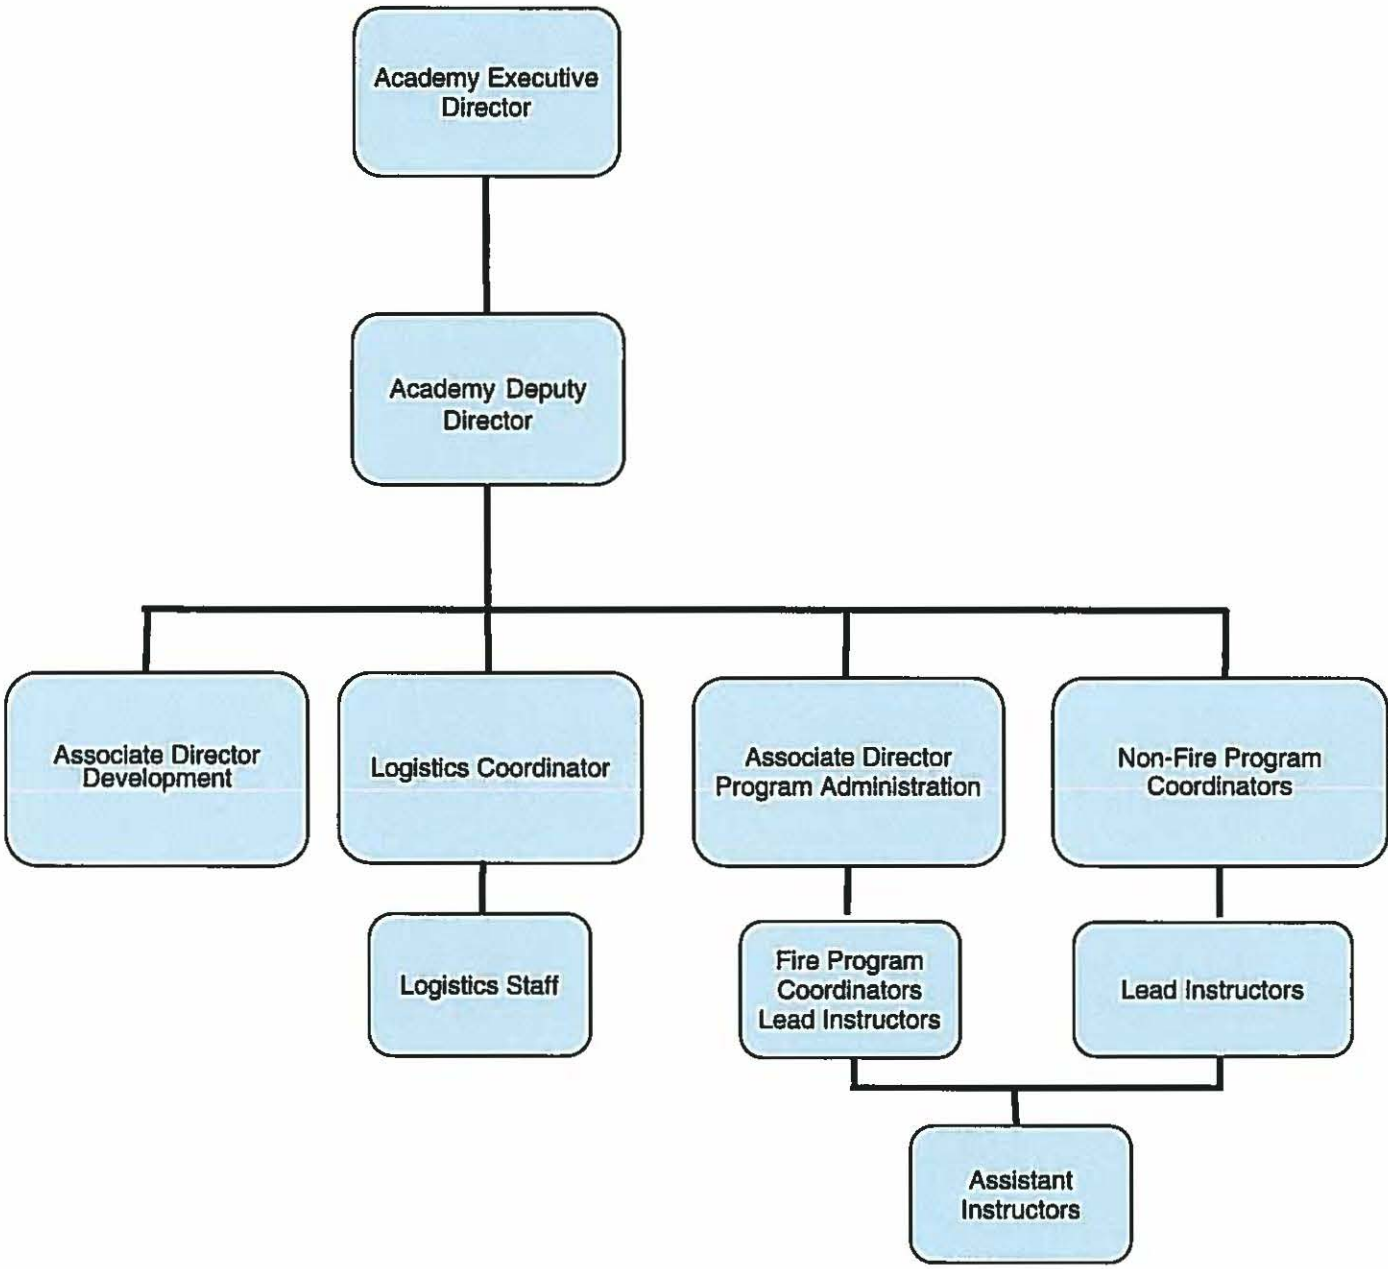 Academy Executive
Director
Academy Deputy
Director
Associate Director
Development
Logistics Coordinator
Associate Director
Program Administration
Non-Fire Program
Coordinators
Logistics Staff
Fire Program
Coordinators
Lead Instructors
Lead Instructors
Assistant
Instructors